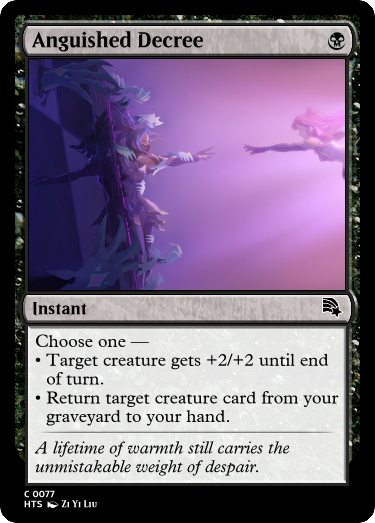 Anguished Decree
Instant
Choose one —
• Target creature gets +2/+2 until end
of turn.
• Return target creature card from your
graveyard to your hand.
A lifetime of warmth still carries the
unmistakable weight of despair.
C 0077
HTS Zi Yi Liu